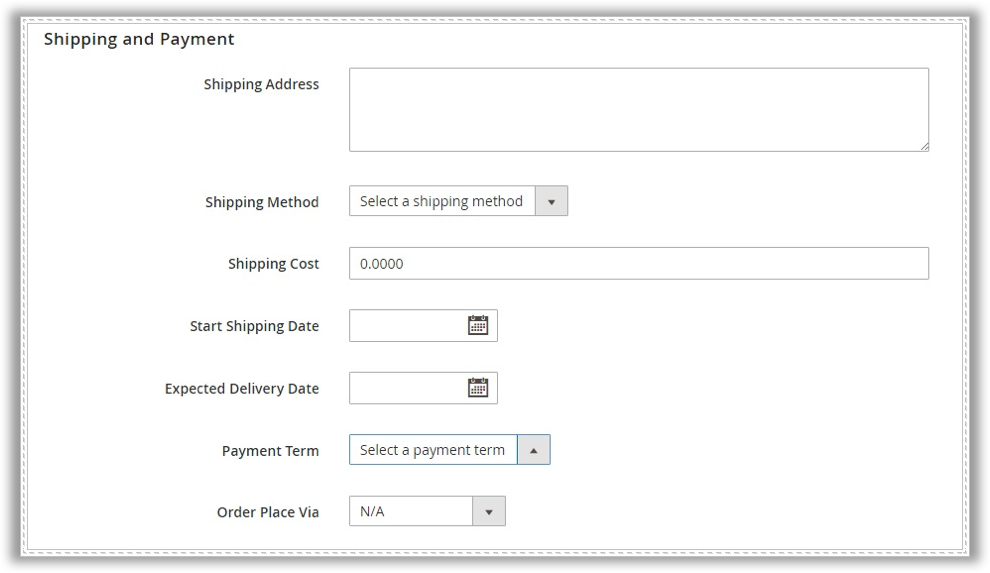 Shipping and Payment
Shipping Address
Shipping Method Select a shipping method
Shipping Cost 0.0000
Start Shipping Date
Expected Delivery Date
Payment Term Select a payment term
Order Place Via N/A